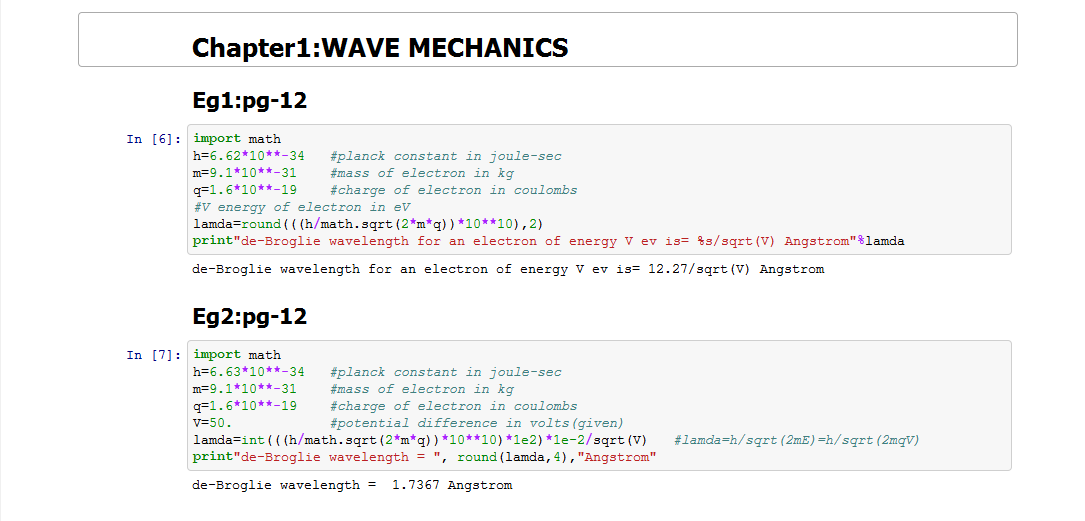 Chapter1:WAVE MECHANICS
Eg1:pg-12
In [6]: import math
h=6.62*10**-34   #planck constant in joule-sec
m=9.1*10**-31    #mass of electron in kg
q=1.6*10**-19    #charge of electron in coulombs
#V energy of electron in eV
lamda=round(((h/math.sqrt(2*m*q))*10**10),2)
print"de-Broglie wavelength for an electron of energy V ev is= %s/sqrt(V) Angstrom"%lamda
de-Broglie wavelength for an electron of energy V ev is= 12.27/sqrt(V) Angstrom
Eg2:pg-12
In [7]: import math
h=6.63*10**-34   #planck constant in joule-sec
m=9.1*10**-31    #mass of electron in kg
q=1.6*10**-19    #charge of electron in coulombs
V=50.            #potential difference in volts(given)
lamda=int(((h/math.sqrt(2*m*q))*10**10)*1e2)*1e-2/sqrt(V)   #lamda=h/sqrt(2mE)=h/sqrt(2mqV)
print"de-Broglie wavelength = ", round(lamda,4),"Angstrom"
de-Broglie wavelength =  1.7367 Angstrom